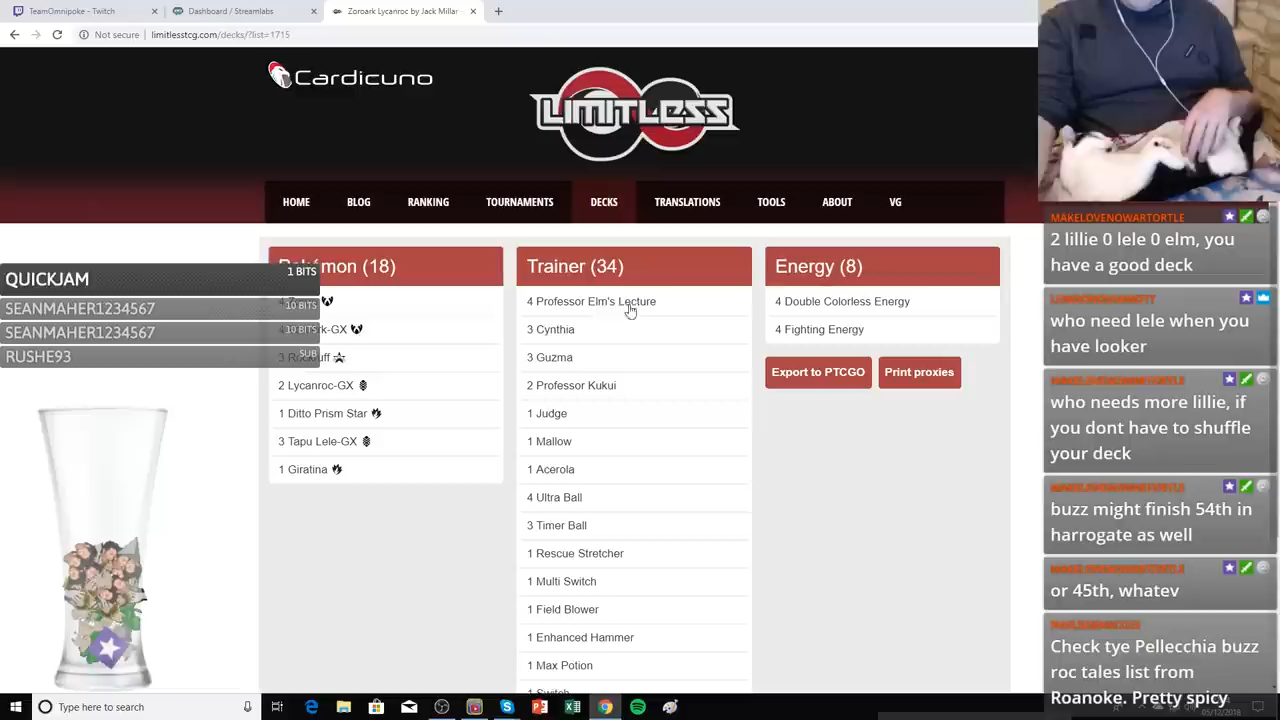 TeamOmnipoke - Twitch
Dashboard / Streamlabs
Zoroark Lycanroc by Jack Millar
Not secure | limitlesstcg.com/decks/?list=1715
Cardicuno
LIMITLESS
HOME BLOG RANKING TOURNAMENTS DECKS TRANSLATIONS TOOLS ABOUT VG
mon (18)
2 Lycanroc-GX
1 Ditto Prism Star
3 Tapu Lele-GX
1 Giratina
Trainer (34)
4 Professor Elm's Lecture
3 Cynthia
3 Guzma
2 Professor Kukui
1 Judge
1 Mallow
1 Acerola
4 Ultra Ball
3 Timer Ball
1 Rescue Stretcher
1 Multi Switch
1 Field Blower
1 Enhanced Hammer
1 Max Potion
1 Switch
Energy (8)
4 Double Colorless Energy
4 Fighting Energy
Export to PTCGO
Print proxies
QUICKJAM 1 BITS
SEANMAHER1234567 10 BITS
SEANMAHER1234567 10 BITS
RUSHE93 SUB
MAKELOVENOWARTORTLE
2 lillie 0 lele 0 elm, you
have a good deck
who need lele when you
have looker
who needs more lillie, if
you dont have to shuffle
your deck
buzz might finish 54th in
harrogate as well
or 45th, whatev
Check tye Pellecchia buzz
roc tales list from
Roanoke. Pretty spicy
Type here to search
05/12/2018